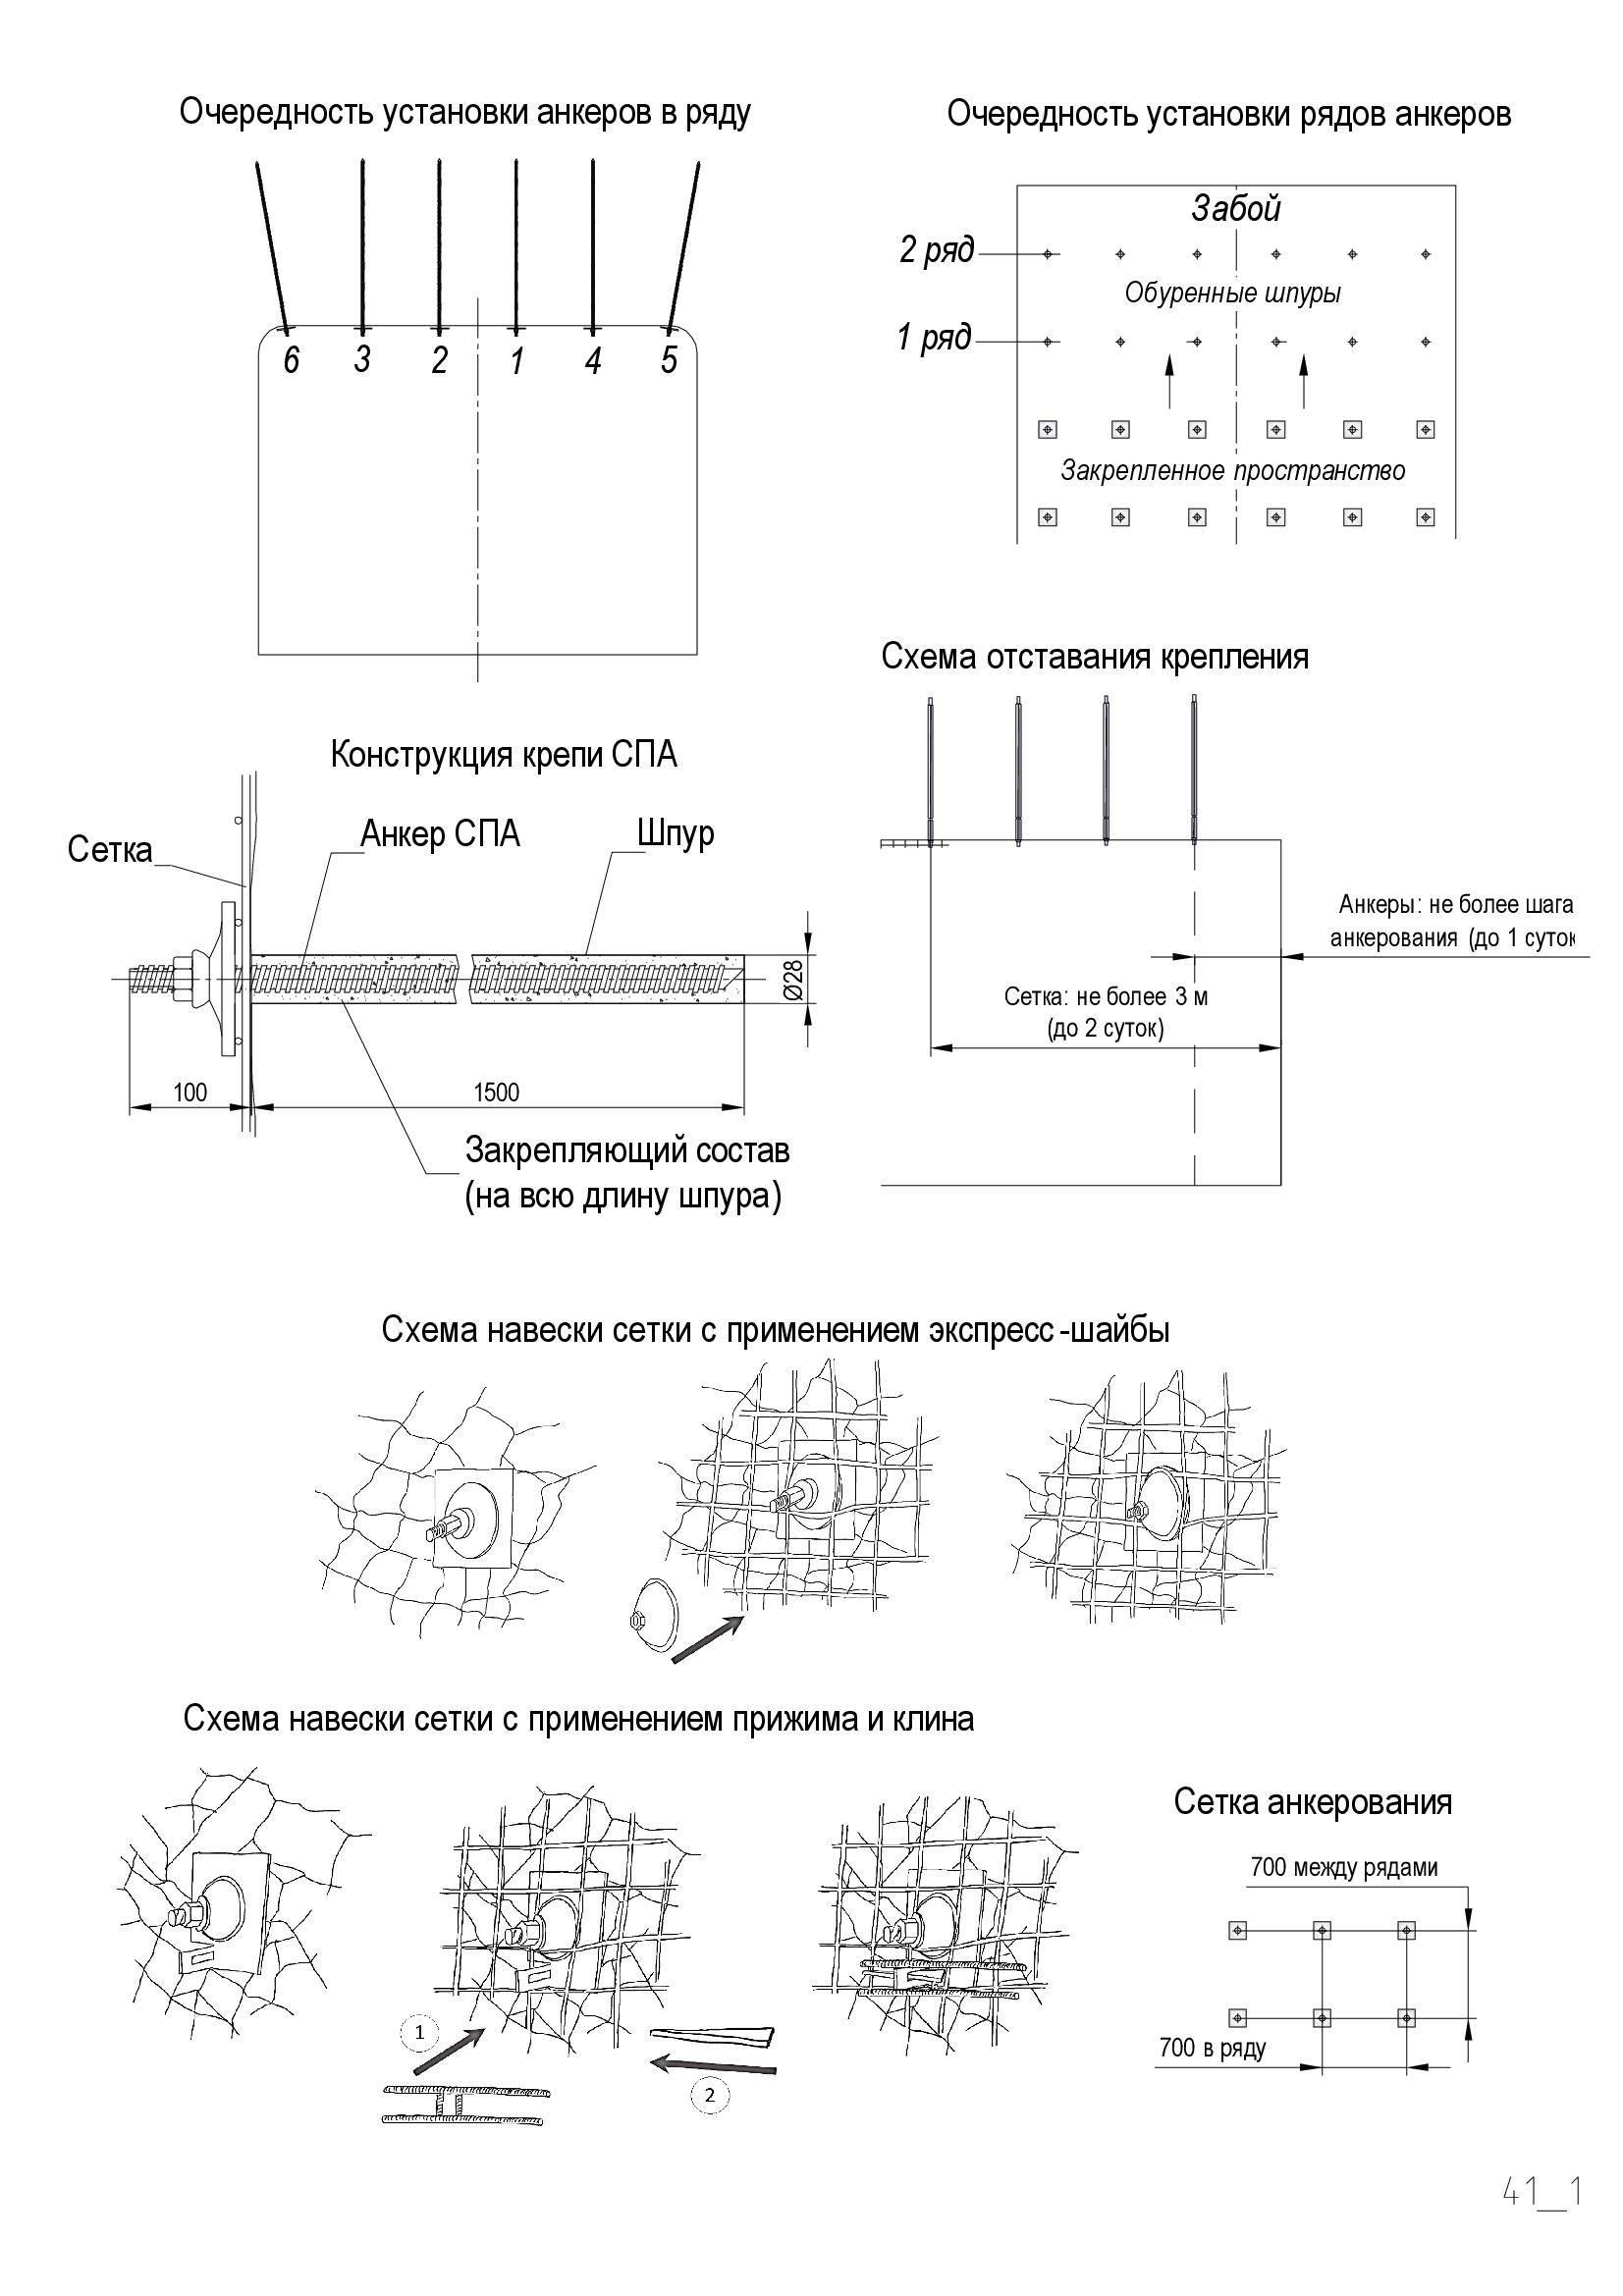 Очередность установки анкеров в ряду
6 3 2 1 4 5
Очередность установки рядов анкеров
Забой
2 ряд
Обуренные шпуры
1 ряд
Закрепленное пространство
Схема отставания крепления
Анкеры: не более шага
анкерования (до 1 суток
Сетка: не более 3 м
(до 2 суток)
Конструкция крепи СПА
Сетка
Анкер СПА
Шпур
Ø28
100
1500
Закрепляющий состав
(на всю длину шпура)
Схема навески сетки с применением экспресс-шайбы
Схема навески сетки с применением прижима и клина
1
2
Сетка анкерования
700 между рядами
700 в ряду
41_1